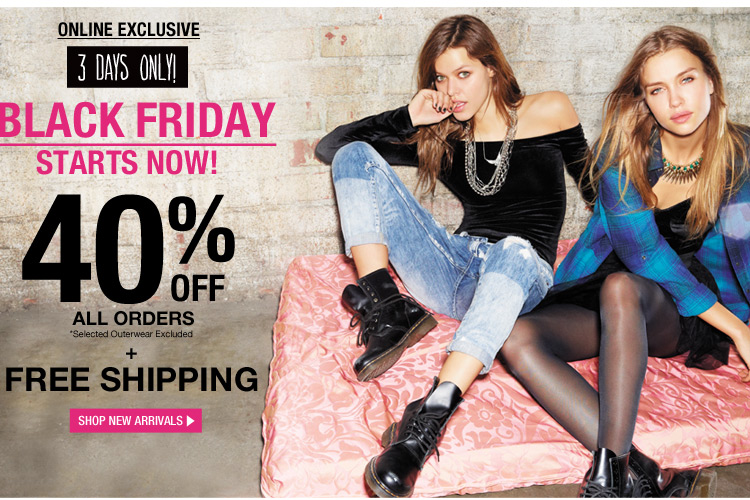 ONLINE EXCLUSIVE
3 DAYS ONLY!
BLACK FRIDAY
STARTS NOW!
40%
OFF
ALL ORDERS
*Selected Outerwear Excluded
+
FREE SHIPPING
SHOP NEW ARRIVALS